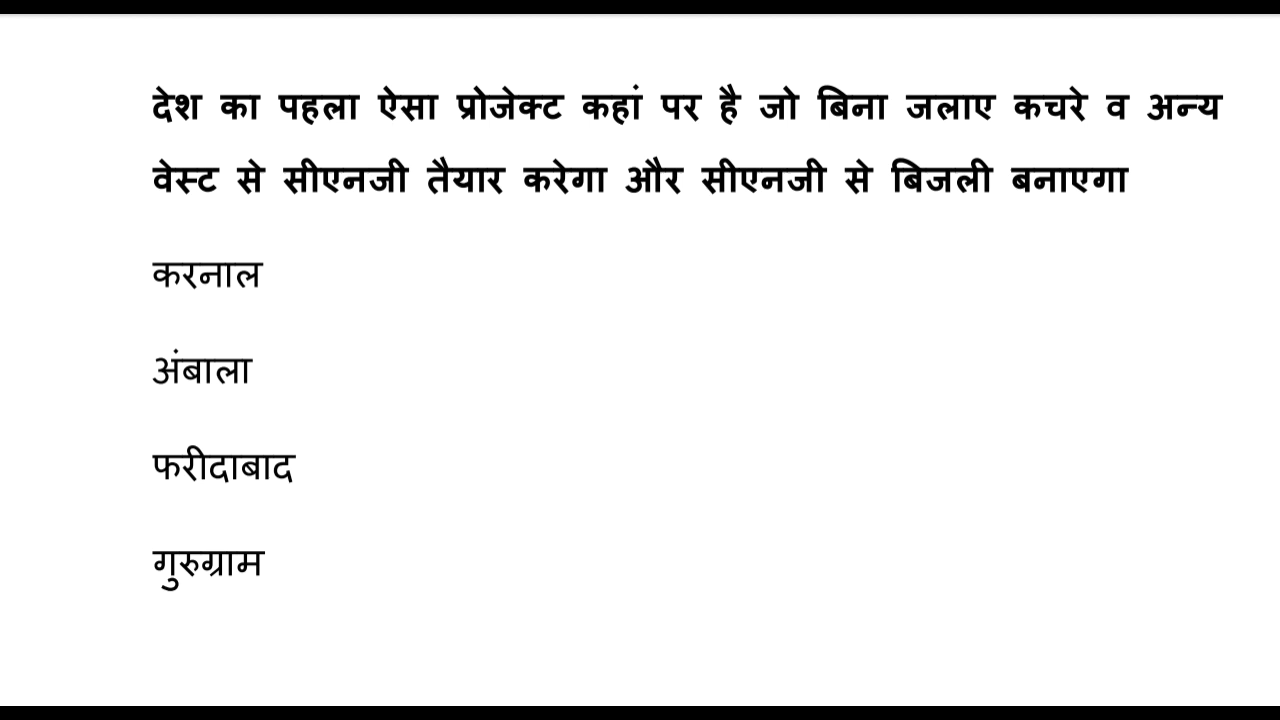 देश का पहला ऐसा प्रोजेक्ट कहां पर है जो बिना जलाए कचरे व अन्य
वेस्ट से सीएनजी तैयार करेगा और सीएनजी से बिजली बनाएगा
करनाल
अंबाला
फरीदाबाद
गुरुग्राम